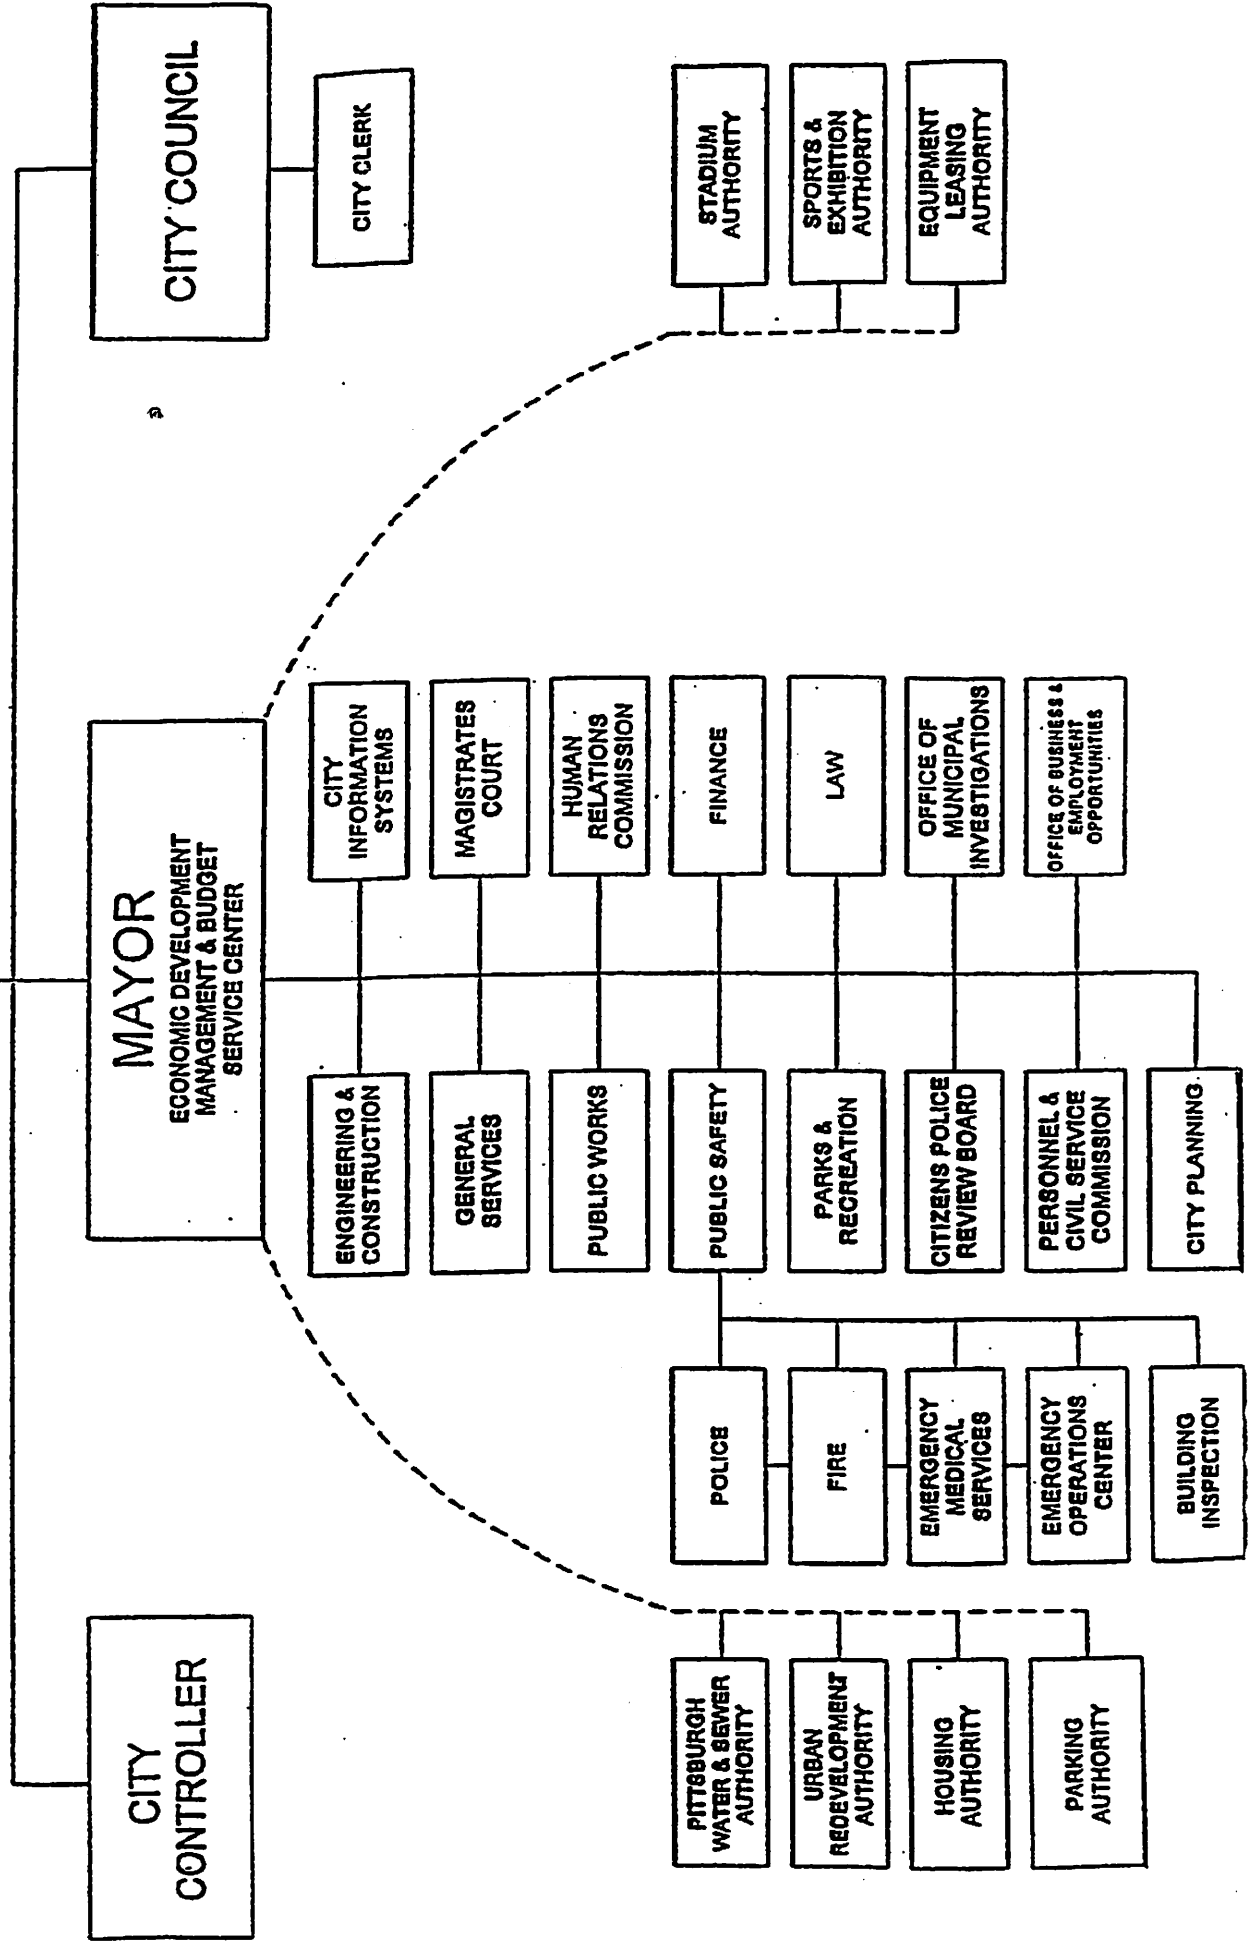 CITY
CONTROLLER
MAYOR
ECONOMIC DEVELOPMENT
MANAGEMENT & BUDGET
SERVICE CENTER
CITY COUNCIL
CITY CLERK
ENGINEERING &
CONSTRUCTION
CITY
INFORMATION
SYSTEMS
GENERAL
SERVICES
MAGISTRATES
COURT
PUBLIC WORKS
HUMAN
RELATIONS
COMMISSION
PUBLIC SAFETY
FINANCE
PARKS &
RECREATION
LAW
CITIZENS POLICE
REVIEW BOARD
OFFICE OF
MUNICIPAL
INVESTIGATIONS
PERSONNEL &
CIVIL SERVICE
COMMISSION
OFFICE OF BUSINESS &
EMPLOYMENT
OPPORTUNITIES
CITY PLANNING
POLICE
FIRE
EMERGENCY
MEDICAL
SERVICES
EMERGENCY
OPERATIONS
CENTER
BUILDING
INSPECTION
PITTSBURGH
WATER & SEWER
AUTHORITY
URBAN
REDEVELOPMENT
AUTHORITY
HOUSING
AUTHORITY
PARKING
AUTHORITY
STADIUM
AUTHORITY
SPORTS &
EXHIBITION
AUTHORITY
EQUIPMENT
LEASING
AUTHORITY